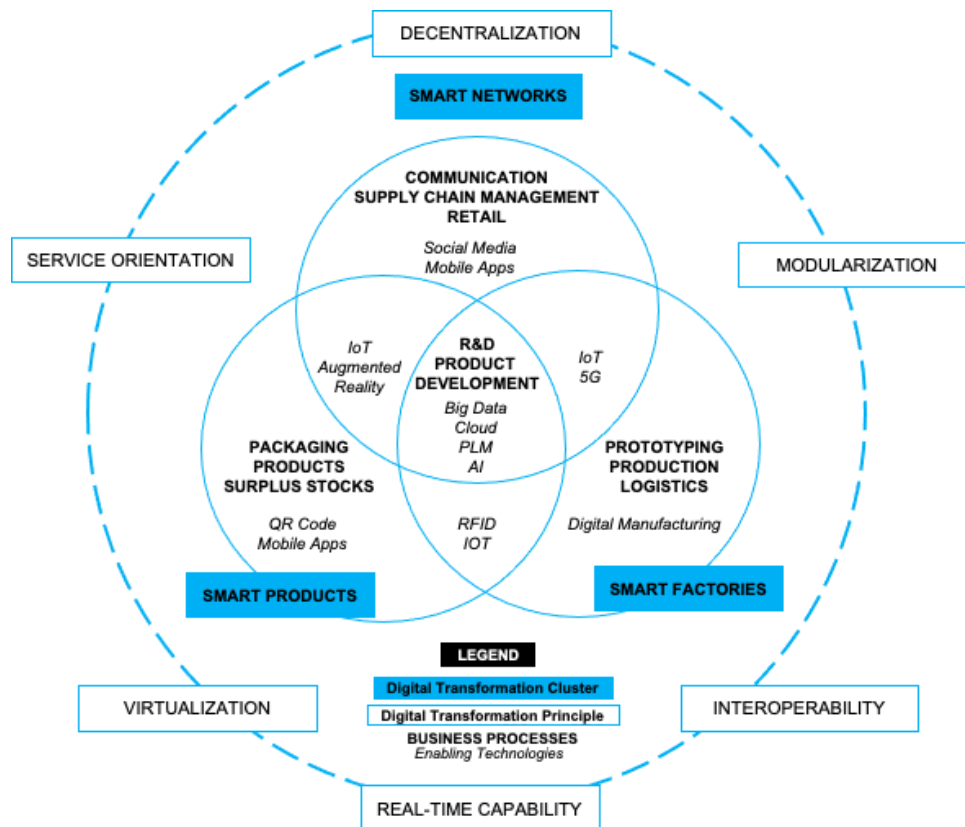 DECENTRALIZATION
SMART NETWORKS
COMMUNICATION
SUPPLY CHAIN MANAGEMENT
RETAIL
Social Media
Mobile Apps
SERVICE ORIENTATION
MODULARIZATION
IoT
Augmented
Reality
R&D
PRODUCT
DEVELOPMENT
Big Data
Cloud
PLM
AI
IoT
5G
PACKAGING
PRODUCTS
SURPLUS STOCKS
QR Code
Mobile Apps
RFID
IOT
PROTOTYPING
PRODUCTION
LOGISTICS
Digital Manufacturing
SMART PRODUCTS
SMART FACTORIES
LEGEND
Digital Transformation Cluster
Digital Transformation Principle
BUSINESS PROCESSES
Enabling Technologies
VIRTUALIZATION
INTEROPERABILITY
REAL-TIME CAPABILITY